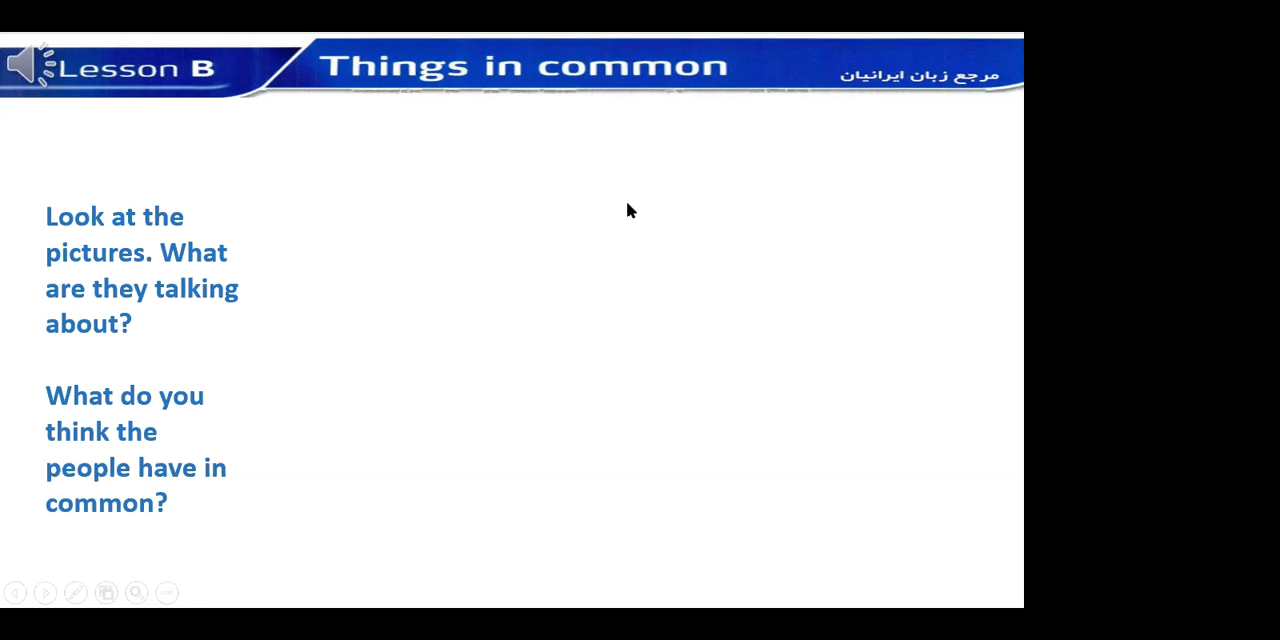 Lesson B
Things in common
مرجع زبان ایرانیان
Look at the
pictures. What
are they talking
about?
What do you
think the
people have in
common?